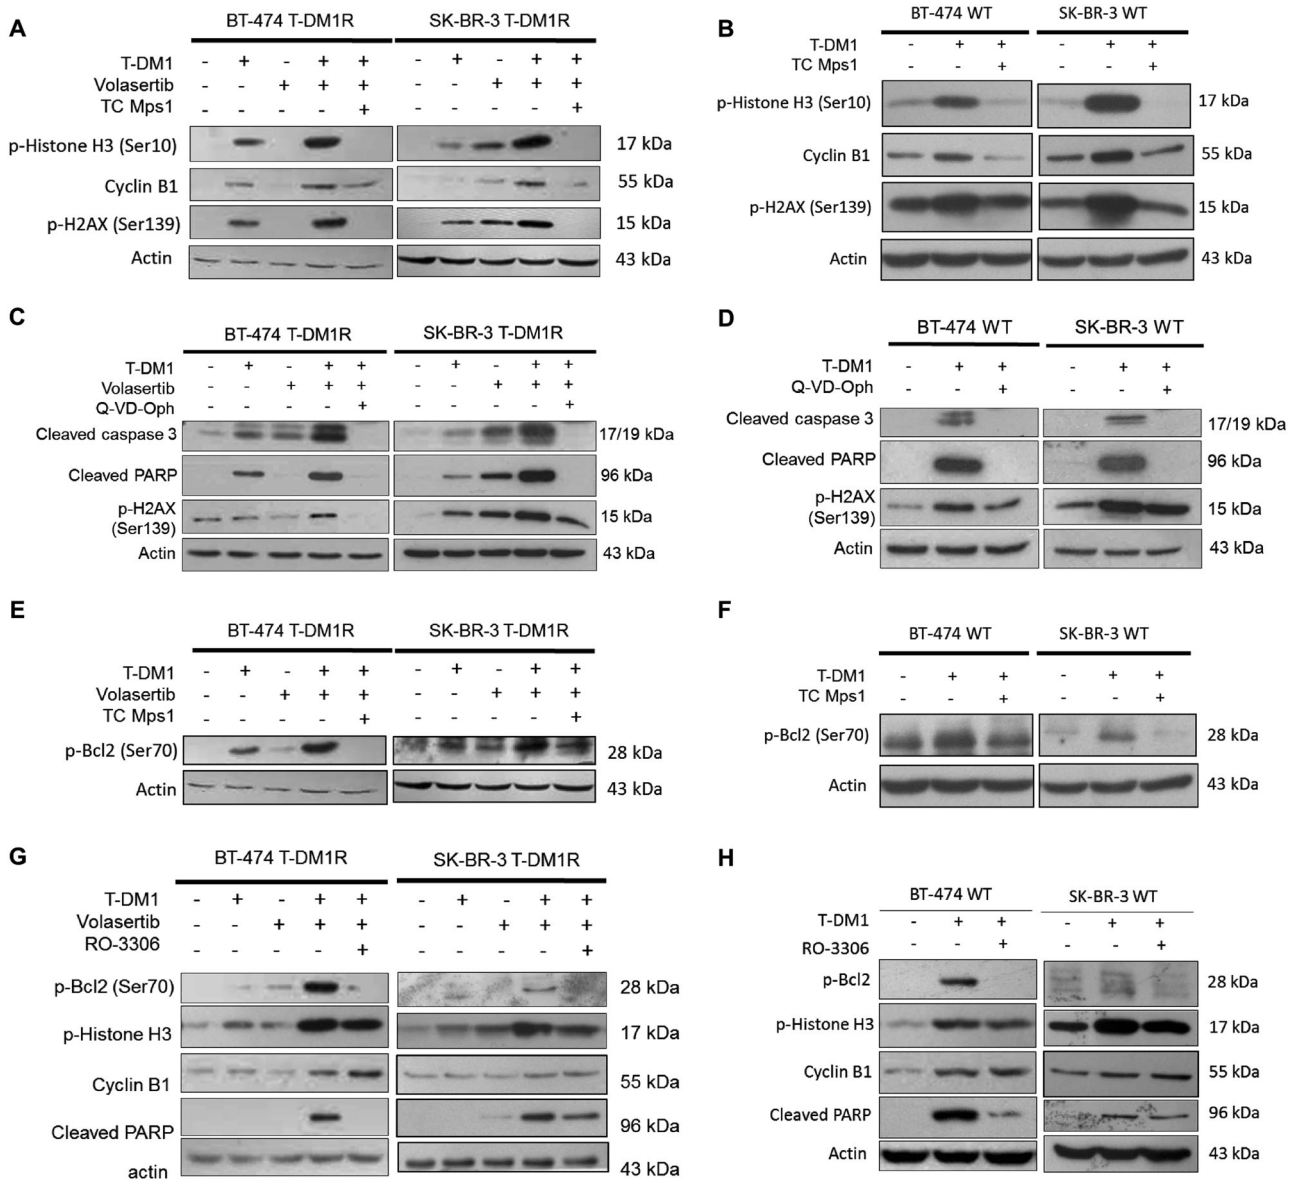 A
BT-474 T-DM1R SK-BR-3 T-DM1R
T-DM1 - + - + + - + - + +
Volasertib - - + + + - - + + +
TC Mps1 - - - - + - - - - +
p-Histone H3 (Ser10) 17 kDa
Cyclin B1 55 kDa
p-H2AX (Ser139) 15 kDa
Actin 43 kDa
B
BT-474 WT SK-BR-3 WT
T-DM1 - + + - + +
TC Mps1 - - + - - +
p-Histone H3 (Ser10) 17 kDa
Cyclin B1 55 kDa
p-H2AX (Ser139) 15 kDa
Actin 43 kDa
C
BT-474 T-DM1R SK-BR-3 T-DM1R
T-DM1 - + - + + - + - + +
Volasertib - - + + + - - + + +
Q-VD-Oph - - - - + - - - - +
Cleaved caspase 3 17/19 kDa
Cleaved PARP 96 kDa
p-H2AX
(Ser139) 15 kDa
Actin 43 kDa
D
BT-474 WT SK-BR-3 WT
T-DM1 - + + - + +
Q-VD-Oph - - + - - +
Cleaved caspase 3 17/19 kDa
Cleaved PARP 96 kDa
p-H2AX
(Ser139) 15 kDa
Actin 43 kDa
E
BT-474 T-DM1R SK-BR-3 T-DM1R
T-DM1 - + - + + - + - + +
Volasertib - - + + + - - + + +
TC Mps1 - - - - + - - - - +
p-Bcl2 (Ser70) 28 kDa
Actin 43 kDa
F
BT-474 WT SK-BR-3 WT
T-DM1 - + + - + +
TC Mps1 - - + - - +
p-Bcl2 (Ser70) 28 kDa
Actin 43 kDa
G
BT-474 T-DM1R SK-BR-3 T-DM1R
T-DM1 - + - + + - + - + +
Volasertib - - + + + - - + + +
RO-3306 - - - - + - - - - +
p-Bcl2 (Ser70) 28 kDa
p-Histone H3 17 kDa
Cyclin B1 55 kDa
Cleaved PARP 96 kDa
actin 43 kDa
H
BT-474 WT SK-BR-3 WT
T-DM1 - + + - + +
RO-3306 - - + - - +
p-Bcl2 28 kDa
p-Histone H3 17 kDa
Cyclin B1 55 kDa
Cleaved PARP 96 kDa
Actin 43 kDa